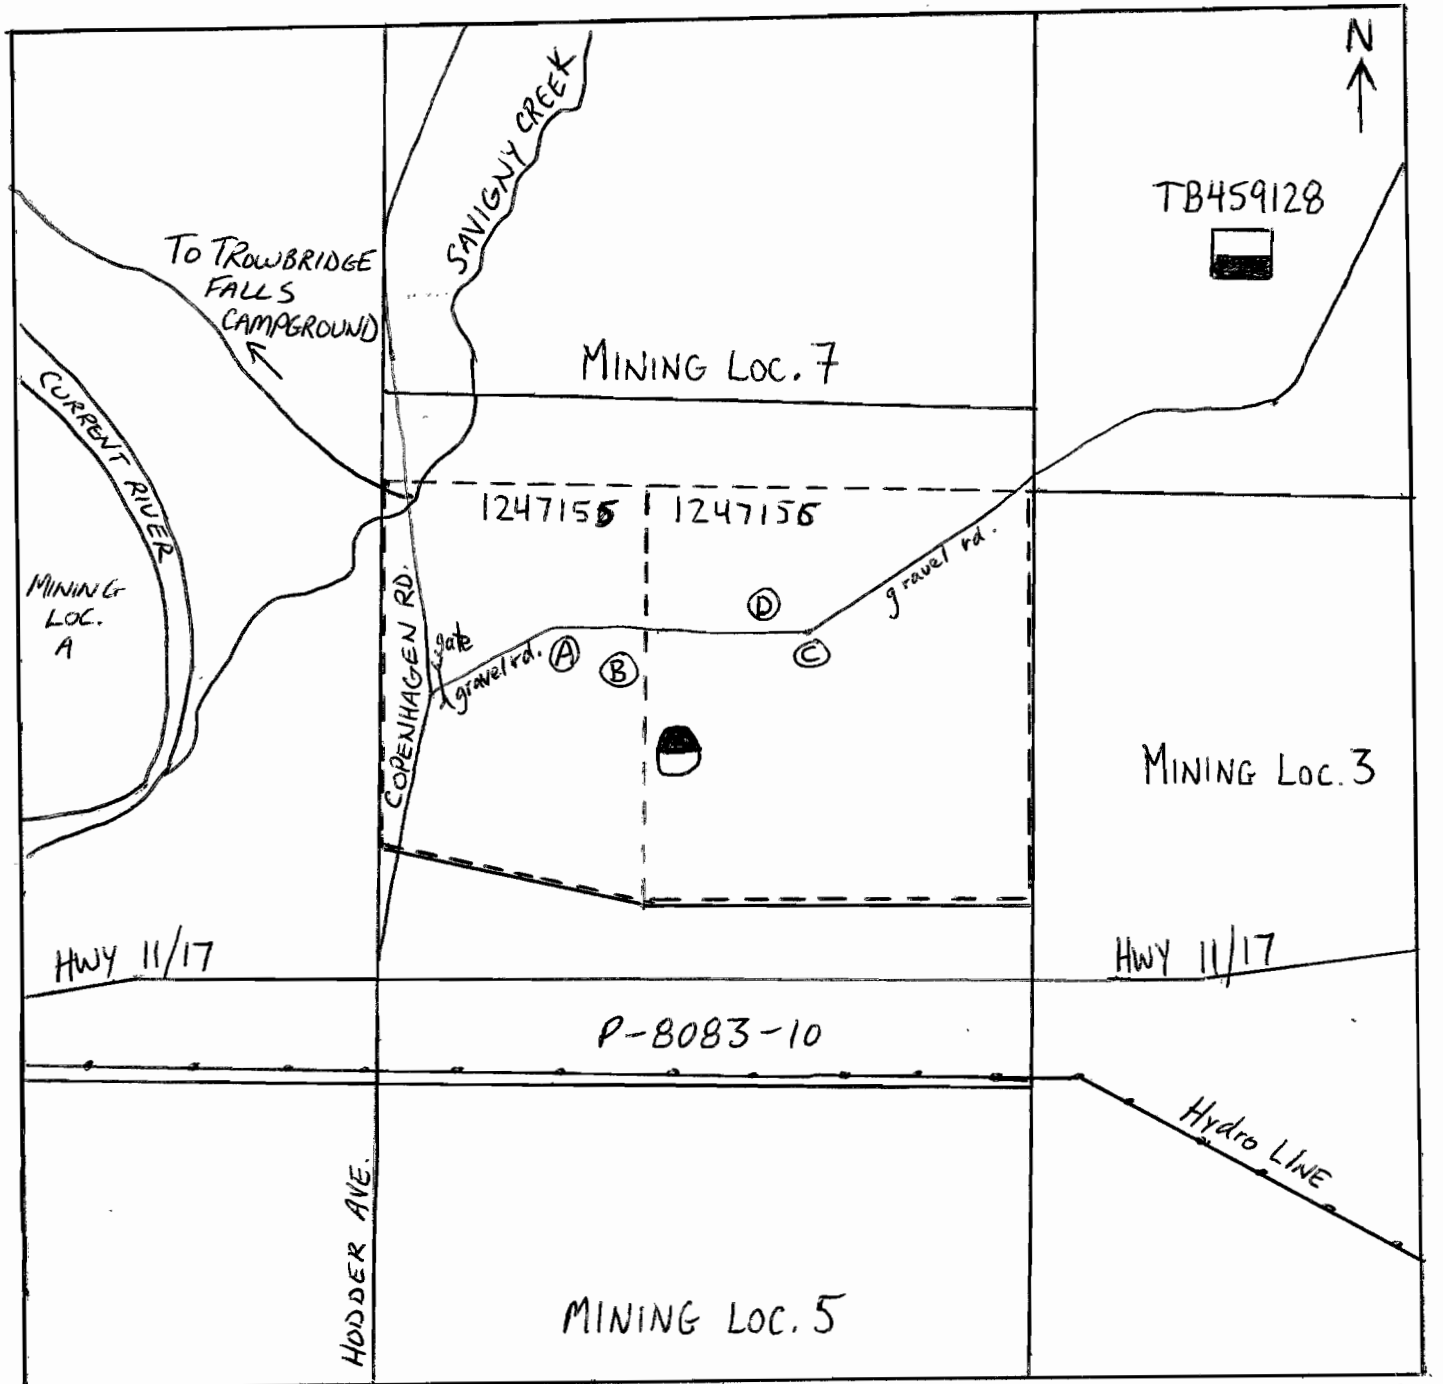 N
TB459128
SAVIGNY CREEK
TO TROWBRIDGE
FALLS
CAMPGROUND
MINING LOC. 7
CURRENT RIVER
1247155
1247156
gravel rd.
MINING
LOC.
A
COPENHAGEN RD.
gate
gravel rd.
A
B
D
C
MINING LOC. 3
HWY 11/17
HWY 11/17
P-8083-10
Hydro LINE
HODDER AVE.
MINING LOC. 5